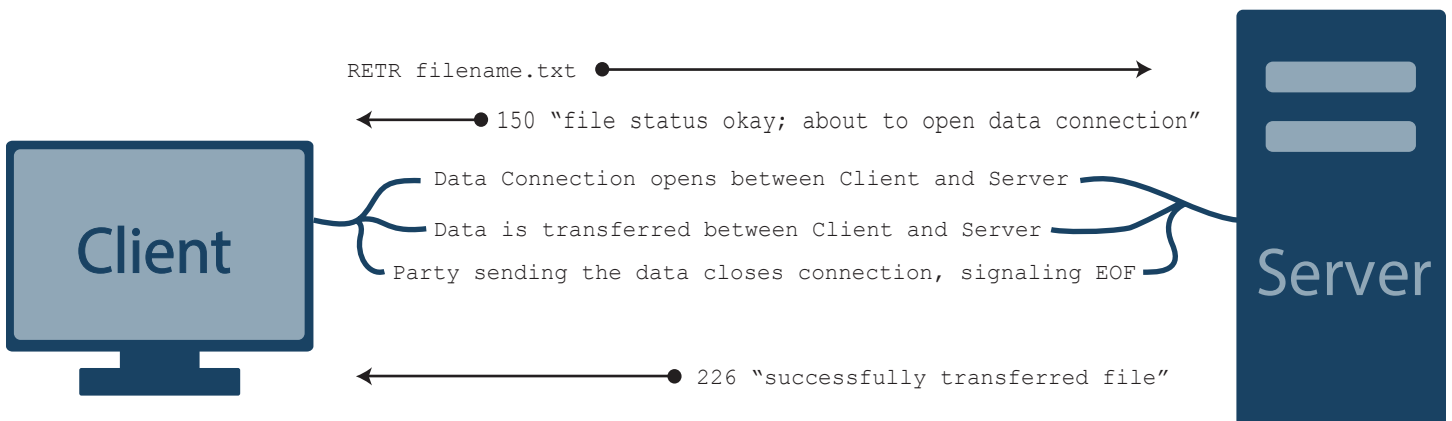 RETR filename.txt
150 “file status okay; about to open data connection”
Data Connection opens between Client and Server
Client
Data is transferred between Client and Server
Server
Party sending the data closes connection, signaling EOF
226 “successfully transferred file”